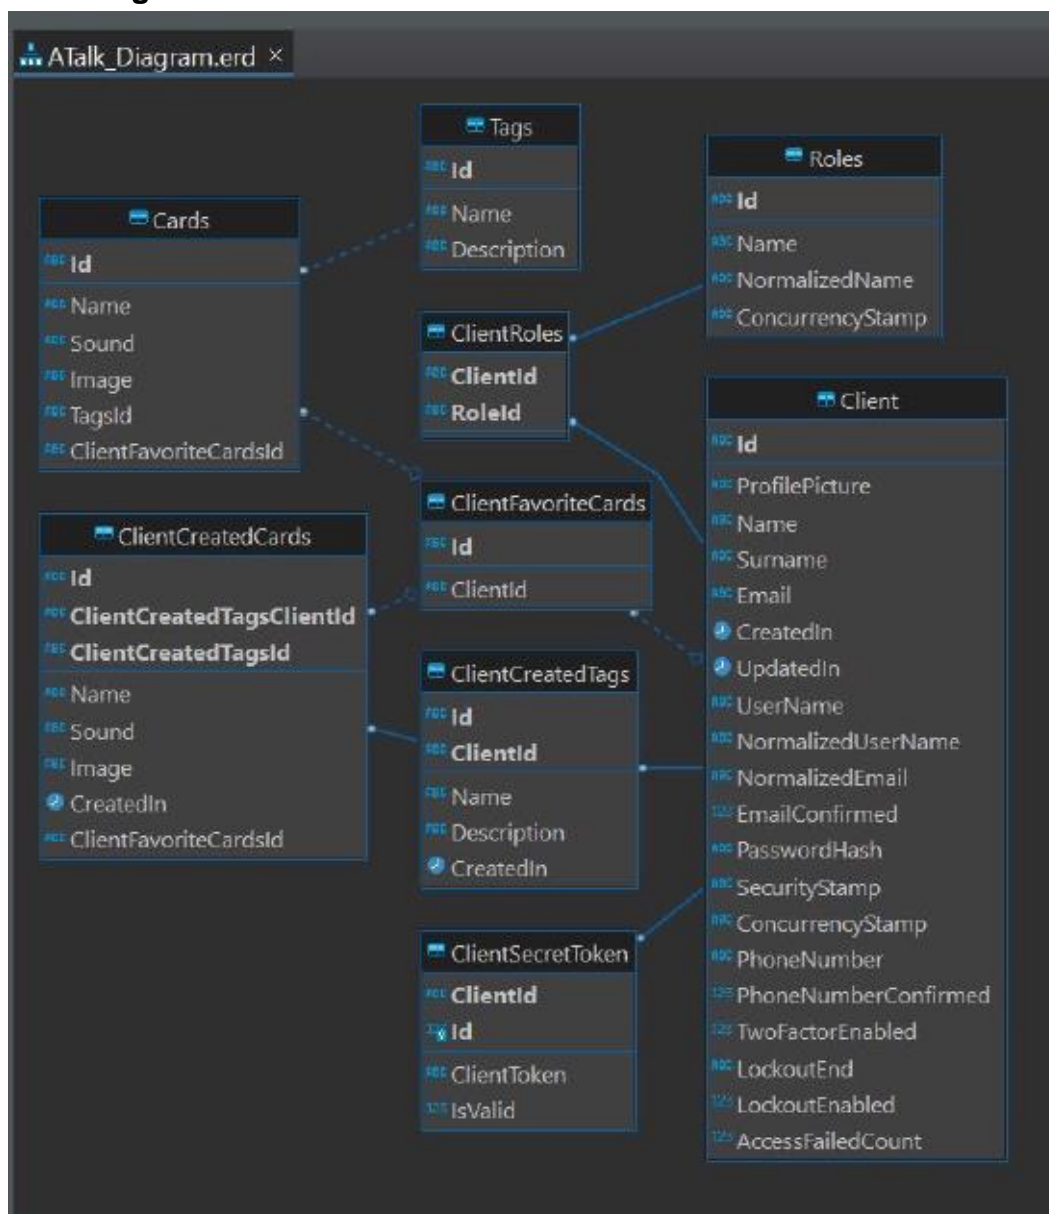 ATalk_Diagram.erd ×
Tags
Id
Name
Description
Roles
Id
Name
NormalizedName
ConcurrencyStamp
Cards
Id
Name
Sound
Image
TagsId
ClientFavoriteCardsId
ClientRoles
ClientId
RoleId
Client
Id
ProfilePicture
Name
Surname
Email
CreatedIn
UpdatedIn
UserName
NormalizedUserName
NormalizedEmail
EmailConfirmed
PasswordHash
SecurityStamp
ConcurrencyStamp
PhoneNumber
PhoneNumberConfirmed
TwoFactorEnabled
LockoutEnd
LockoutEnabled
AccessFailedCount
ClientFavoriteCards
Id
ClientId
ClientCreatedCards
Id
ClientCreatedTagsClientId
ClientCreatedTagsId
Name
Sound
Image
CreatedIn
ClientFavoriteCardsId
ClientCreatedTags
Id
ClientId
Name
Description
CreatedIn
ClientSecretToken
ClientId
Id
ClientToken
IsValid